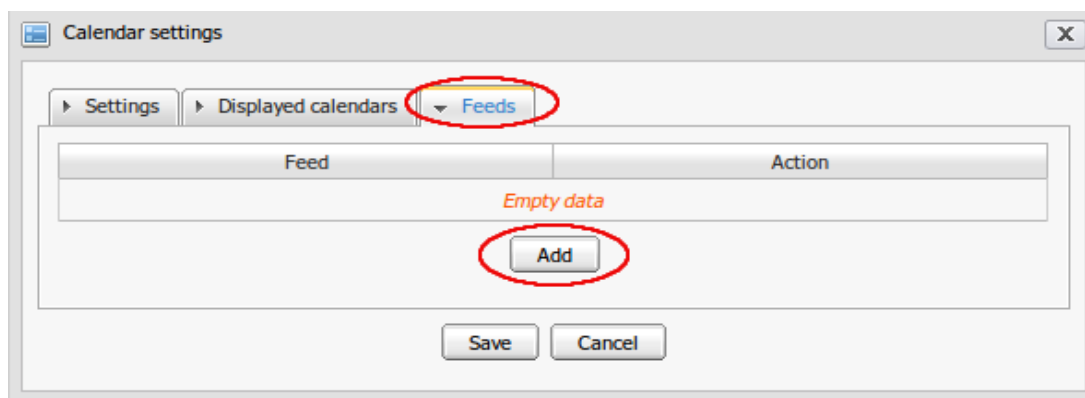 Calendar settings X
Settings Displayed calendars Feeds
Feed Action
Empty data
Add
Save Cancel